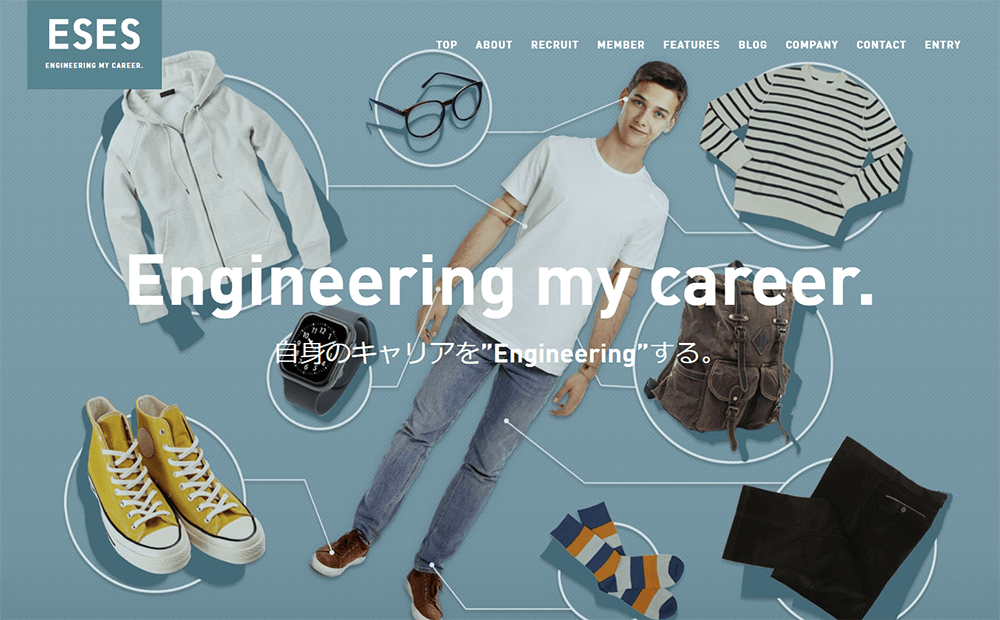 ESES
ENGINEERING MY CAREER.
TOP ABOUT RECRUIT MEMBER FEATURES BLOG COMPANY CONTACT ENTRY
Engineering my career.
自身のキャリアを”Engineering”する。